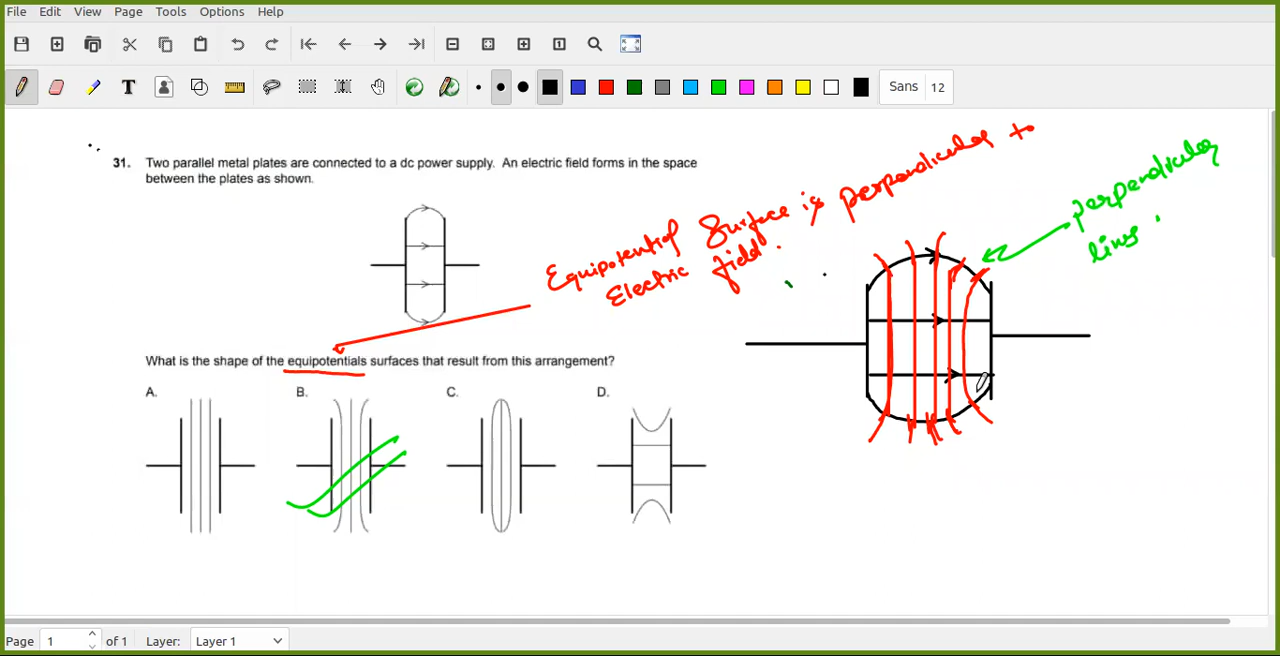 File Edit View Page Tools Options Help
T
1
Sans 12
31. Two parallel metal plates are connected to a dc power supply. An electric field forms in the space
between the plates as shown.
Equipotential Surface is perpendicular to
Electric field.
perpendicular
lins.
What is the shape of the equipotentials surfaces that result from this arrangement?
A. B. C. D.
Page 1 of 1 Layer: Layer 1